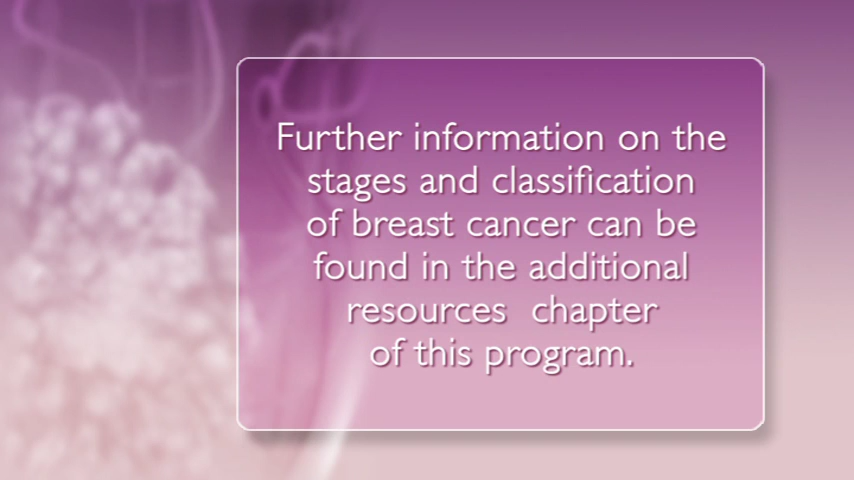 Further information on the
stages and classification
of breast cancer can be
found in the additional
resources  chapter
of this program.